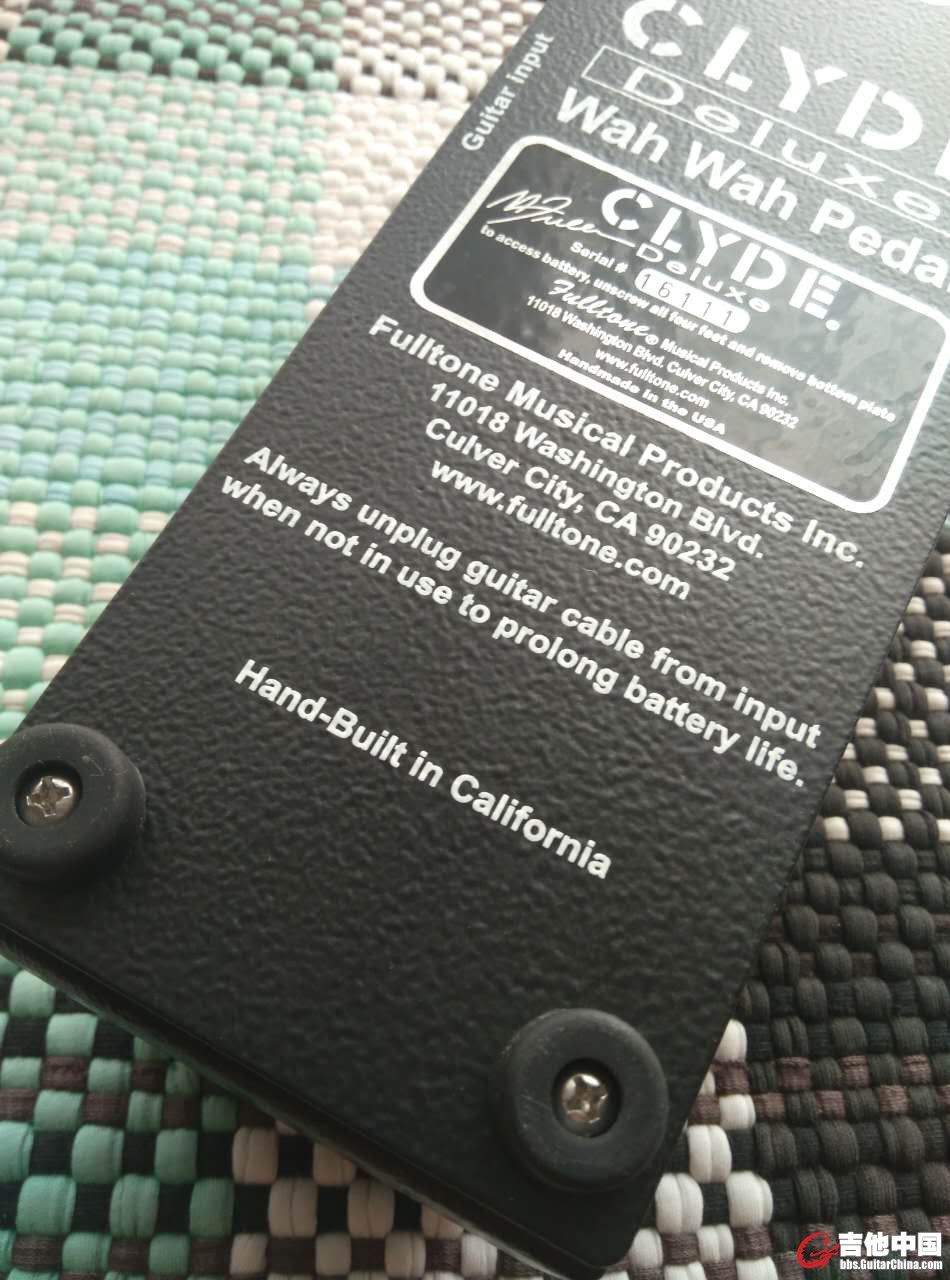 CLYDE
Deluxe
Wah Wah Pedal
Guitar input
CLYDE.
Deluxe
Serial # 16111
to access battery, unscrew all four feet and remove bottom plate
Fulltone® Musical Products Inc.
11018 Washington Blvd. Culver City, CA 90232
www.fulltone.com
Handmade in the USA
Fulltone Musical Products Inc.
11018 Washington Blvd.
Culver City, CA 90232
www.fulltone.com
Always unplug guitar cable from input
when not in use to prolong battery life.
Hand-Built in California
吉他中国
bbs.GuitarChina.com